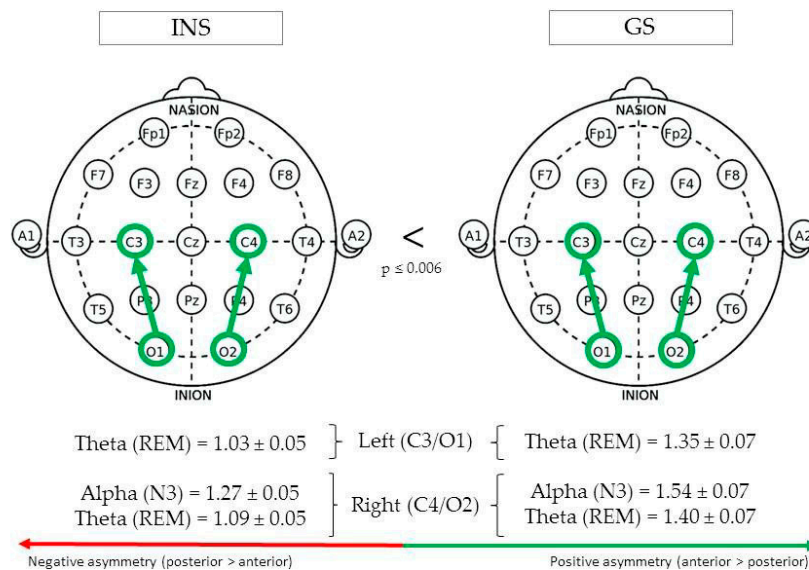 INS GS
NASION NASION
Fp1 Fp2 Fp1 Fp2
F7 F3 Fz F4 F8 F7 F3 Fz F4 F8
A1 T3 C3 Cz C4 T4 A2 < A1 T3 C3 Cz C4 T4 A2
p ≤ 0.006
T5 P3 Pz P4 T6 T5 P3 Pz P4 T6
O1 O2 O1 O2
INION INION
Theta (REM) = 1.03 ± 0.05 Left (C3/O1) Theta (REM) = 1.35 ± 0.07
Alpha (N3) = 1.27 ± 0.05 Alpha (N3) = 1.54 ± 0.07
Right (C4/O2)
Theta (REM) = 1.09 ± 0.05 Theta (REM) = 1.40 ± 0.07
Negative asymmetry (posterior > anterior) Positive asymmetry (anterior > posterior)